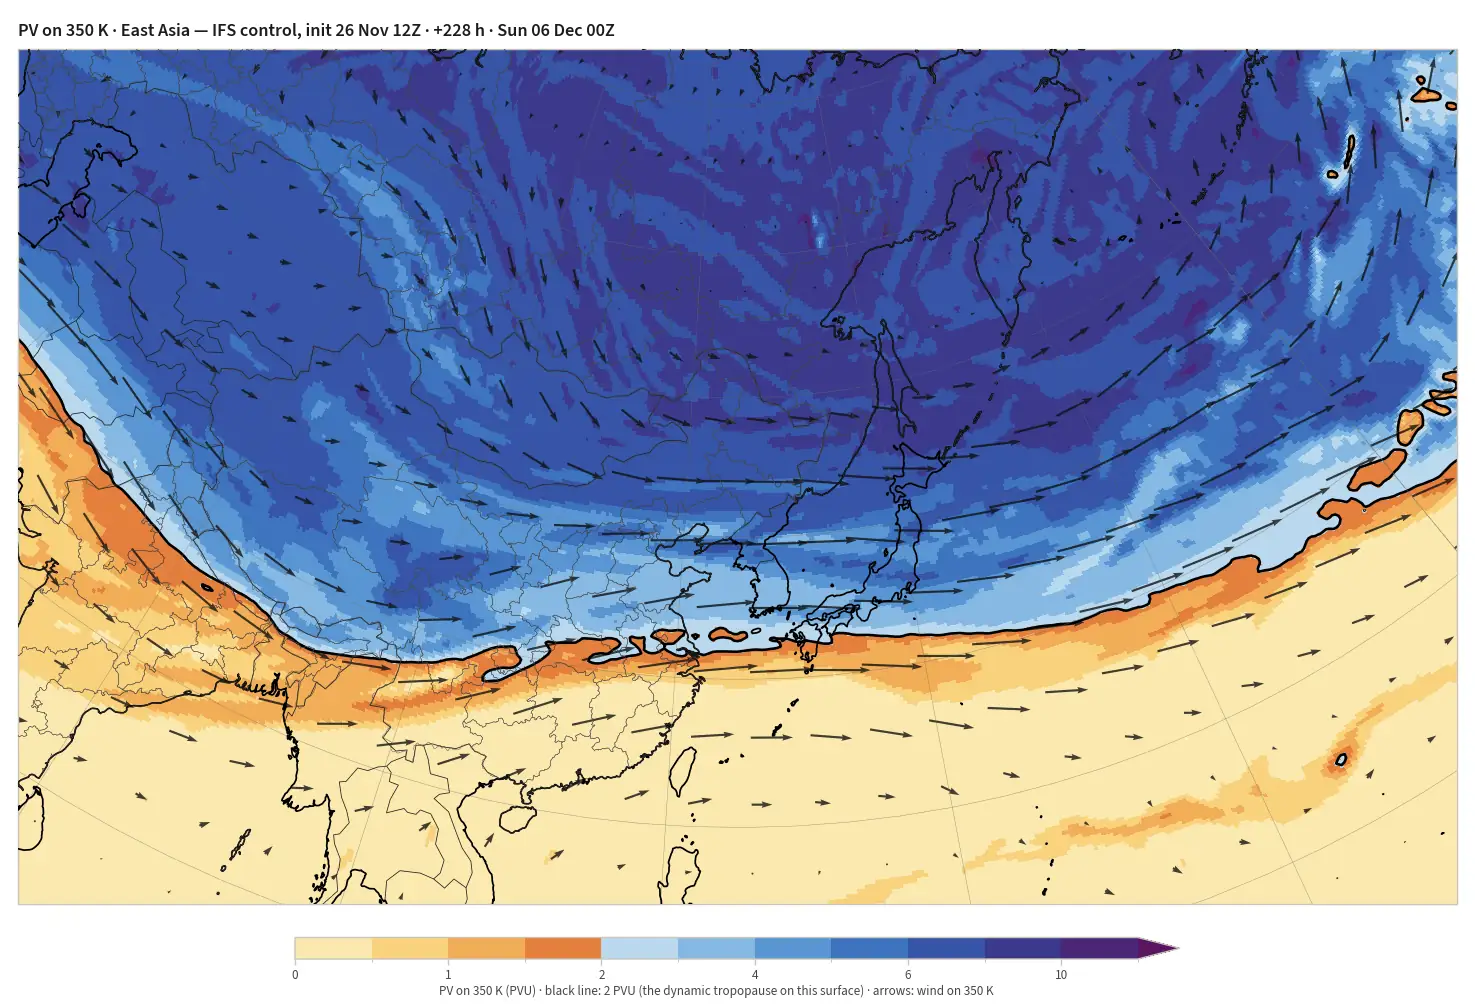 PV on 350 K · East Asia — IFS control, init 26 Nov 12Z · +228 h · Sun 06 Dec 00Z
0 1 2 4 6 10
PV on 350 K (PVU) · black line: 2 PVU (the dynamic tropopause on this surface) · arrows: wind on 350 K